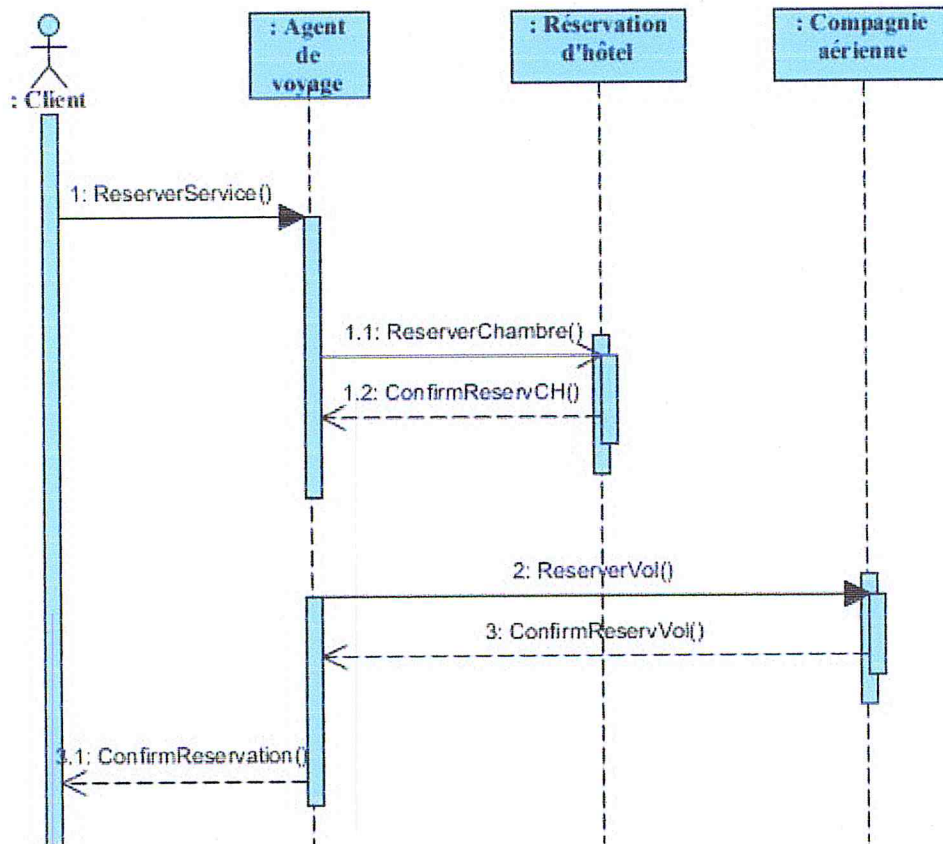 : Client
: Agent
de
voyage
: Réservation
d'hôtel
: Compagnie
aérienne
1: ReserverService()
1.1: ReserverChambre()
1.2: ConfirmReservCH()
2: ReserverVol()
3: ConfirmReservVol()
3.1: ConfirmReservation()